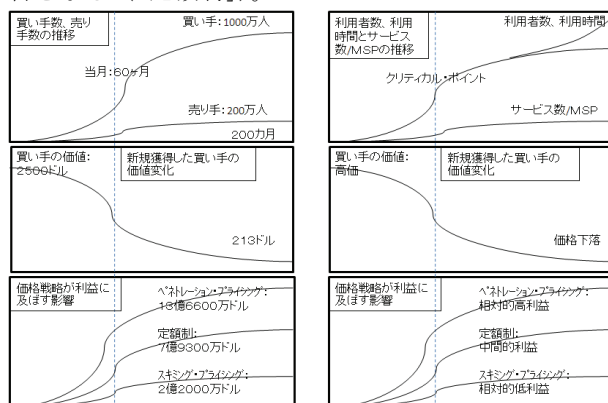 買い手数、売り
手数の推移
買い手:1000万人
当月:60ヶ月
売り手:200万人
200カ月
買い手の価値:
2500ドル
新規獲得した買い手の
価値変化
213ドル
価格戦略が利益に
及ぼす影響
ペネトレーション・プライシング:
13億6600万ドル
定額制:
7億9300万ドル
スキミング・プライシング:
2億2000万ドル
利用者数、利用
時間とサービス
数/MSPの推移
利用者数、利用時間
クリティカル・ポイント
サービス数/MSP
買い手の価値:
高価
新規獲得した買い手の
価値変化
価格下落
価格戦略が利益に
及ぼす影響
ペネトレーション・プライシング:
相対的高利益
定額制:
中間的利益
スキミング・プライシング:
相対的低利益